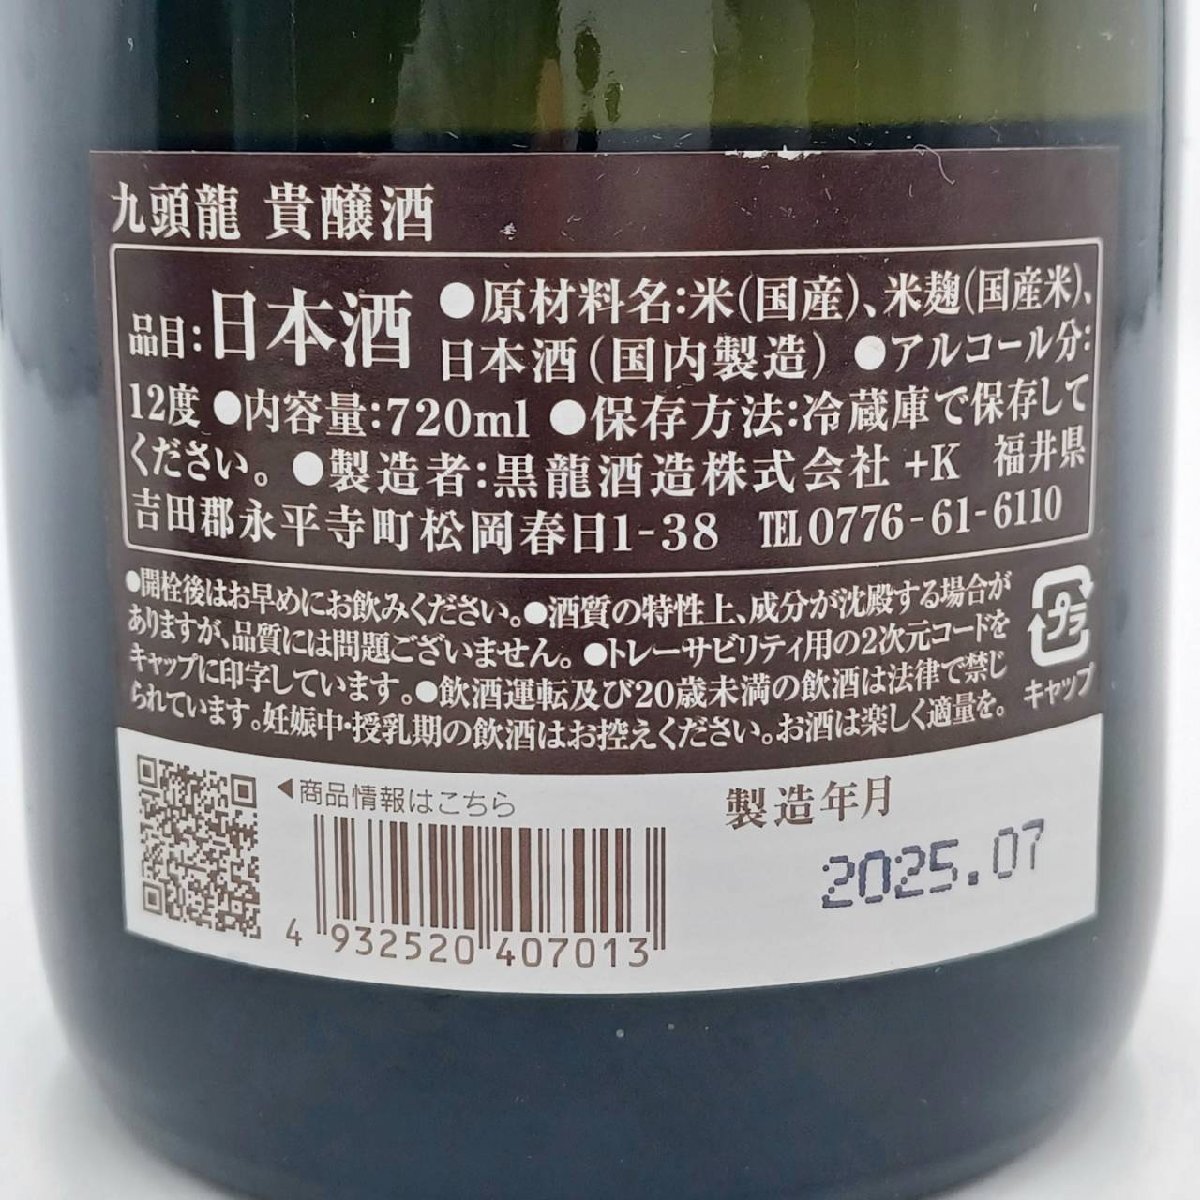 九頭龍 貴醸酒
品目:日本酒 ●原材料名:米(国産)、米麹(国産米)、
日本酒(国内製造) ●アルコール分:
12度 ●内容量:720ml ●保存方法:冷蔵庫で保存して
ください。 ●製造者:黒龍酒造株式会社 +K 福井県
吉田郡永平寺町松岡春日1-38 TEL 0776-61-6110
●開栓後はお早めにお飲みください。●酒質の特性上、成分が沈殿する場合が
ありますが、品質には問題ございません。●トレーサビリティ用の2次元コードを
キャップに印字しています。●飲酒運転及び20歳未満の飲酒は法律で禁じ
られています。妊娠中・授乳期の飲酒はお控えください。お酒は楽しく適量を。
プラ
キャップ
◀商品情報はこちら
4 932520 407013
製造年月
2025.07